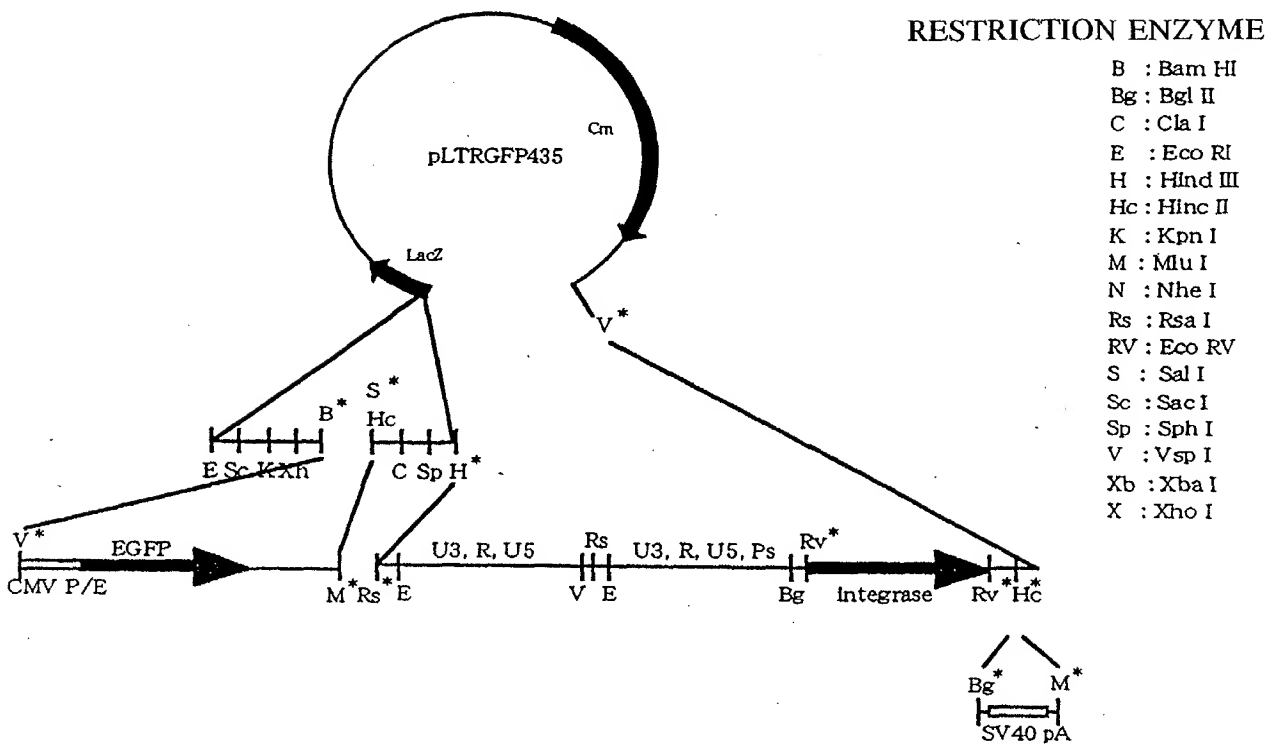 RESTRICTION ENZYME
B : Bam HI
Bg : Bgl II
C : Cla I
E : Eco RI
H : Hind III
Hc : Hinc II
K : Kpn I
M : Mlu I
N : Nhe I
Rs : Rsa I
RV : Eco RV
S : Sal I
Sc : Sac I
Sp : Sph I
V : Vsp I
Xb : Xba I
X : Xho I
Cm
pLTRGFP435
LacZ
V*
S*
B* Hc
E Sc K Xh C Sp H*
V* EGFP U3, R, U5 Rs U3, R, U5, Ps Rv*
CMV P/E M* Rs* E V E Bg Integrase Rv* Hc*
Bg* M*
SV40 pA